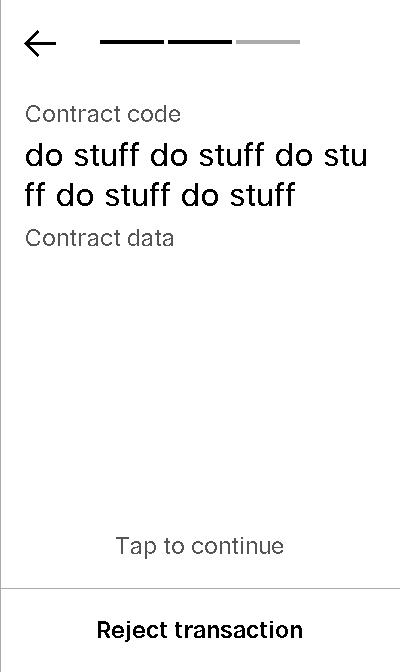 Contract code
do stuff do stuff do stu
ff do stuff do stuff
Contract data
Tap to continue
Reject transaction